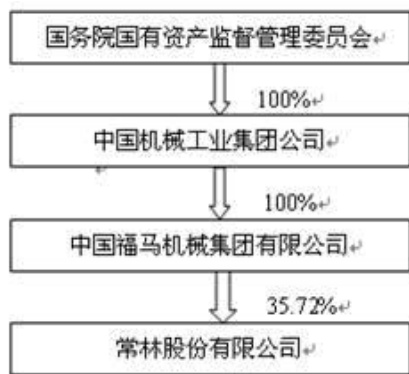 国务院国有资产监督管理委员会
100%
中国机械工业集团公司
100%
中国福马机械集团有限公司
35.72%
常林股份有限公司